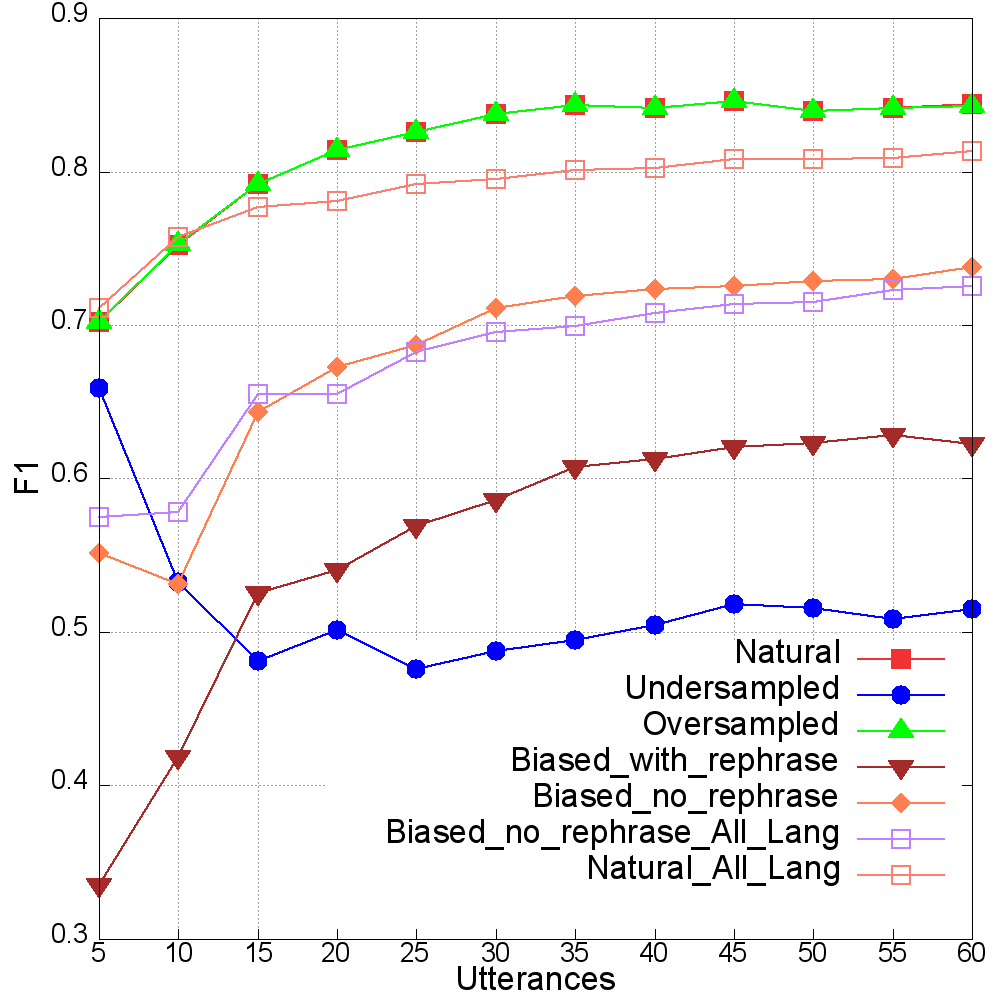 0.9
0.8
0.7
0.6
0.5
0.4
0.3
F1
Natural
Undersampled
Oversampled
Biased_with_rephrase
Biased_no_rephrase
Biased_no_rephrase_All_Lang
Natural_All_Lang
5 10 15 20 25 30 35 40 45 50 55 60
Utterances